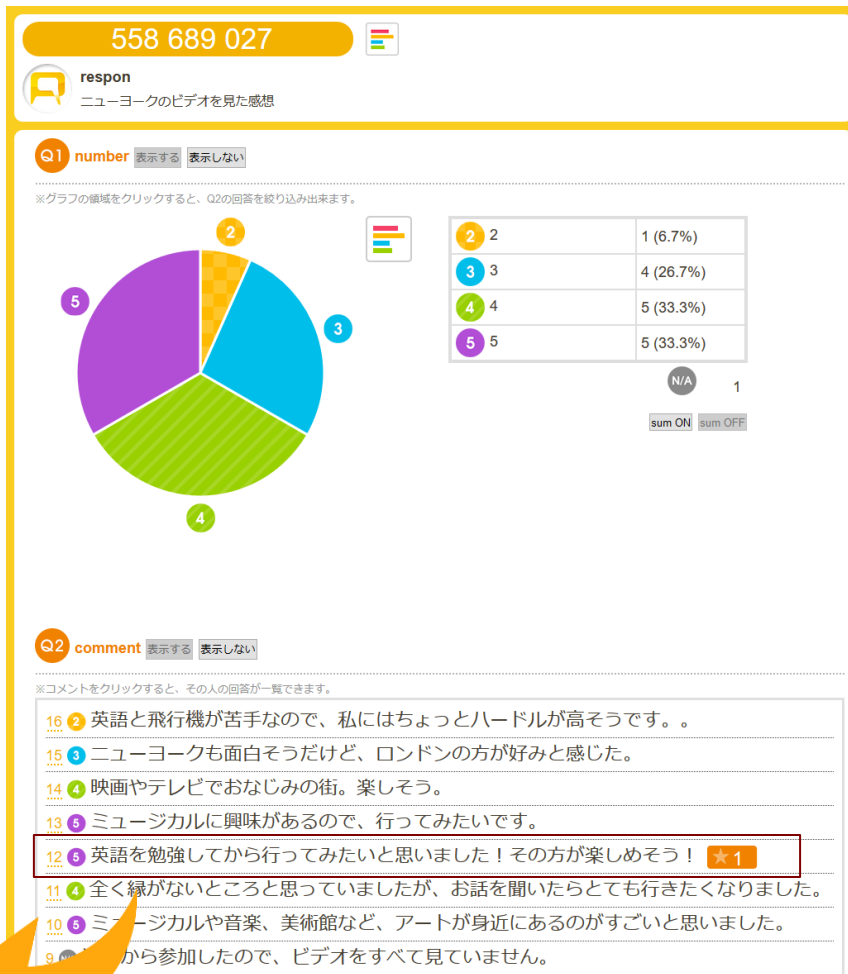 558 689 027
respon
ニューヨークのビデオを見た感想
Q1 number 表示する 表示しない
※グラフの領域をクリックすると、Q2の回答を絞り込み出来ます。
2
5
3
4
2 2 1 (6.7%)
3 3 4 (26.7%)
4 4 5 (33.3%)
5 5 5 (33.3%)
N/A 1
sum ON sum OFF
Q2 comment 表示する 表示しない
※コメントをクリックすると、その人の回答が一覧できます。
16 2 英語と飛行機が苦手なので、私にはちょっとハードルが高そうです。。
15 3 ニューヨークも面白そうだけど、ロンドンの方が好みと感じた。
14 4 映画やテレビでおなじみの街。楽しそう。
13 5 ミュージカルに興味があるので、行ってみたいです。
12 5 英語を勉強してから行ってみたいと思いました！その方が楽しめそう！ ★1
11 4 全く縁がないところと思っていましたが、お話を聞いたらとても行きたくなりました。
10 5 ミュージカルや音楽、美術館など、アートが身近にあるのがすごいと思いました。
9 から参加したので、ビデオをすべて見ていません。